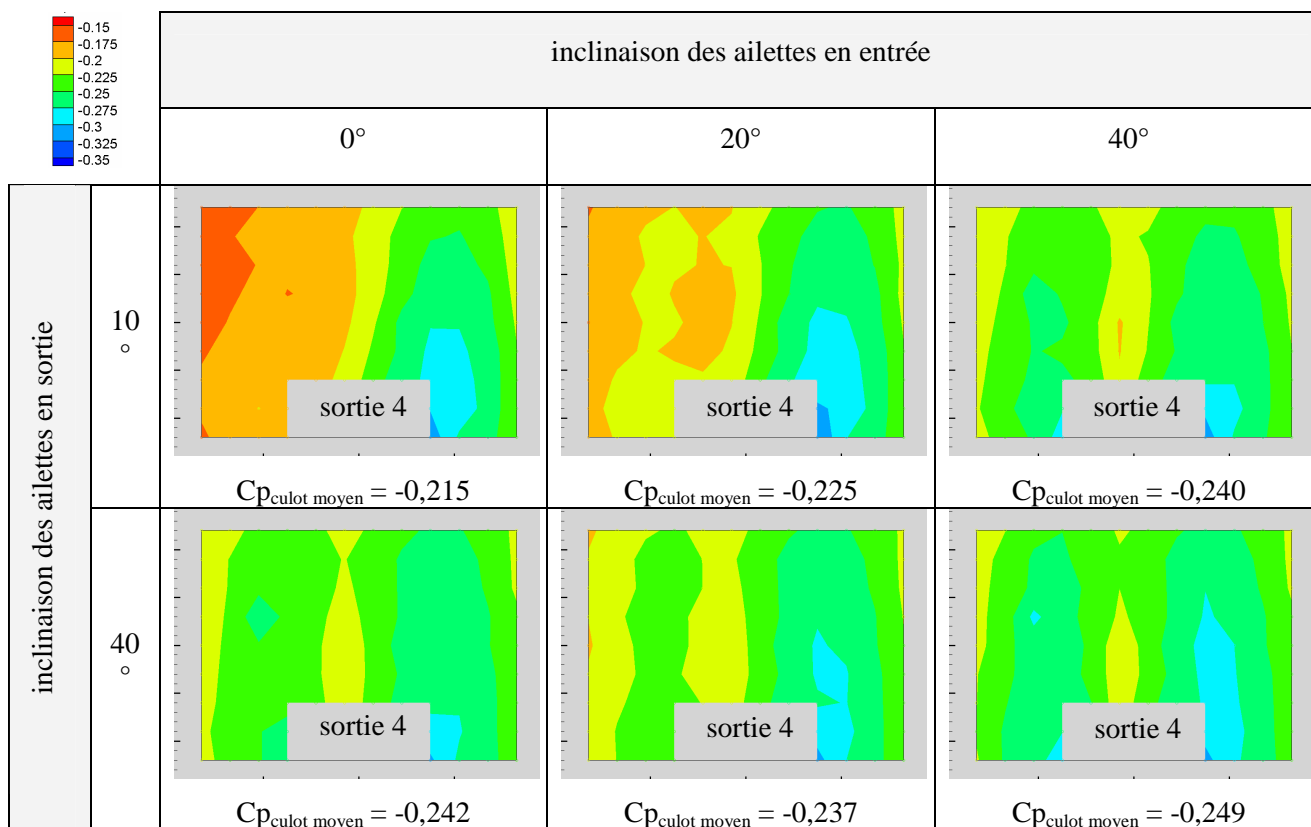 -0.15
-0.175
-0.2
-0.225
-0.25
-0.275
-0.3
-0.325
-0.35
inclinaison des ailettes en entrée
0°
20°
40°
inclinaison des ailettes en sortie
10
°
sortie 4
sortie 4
sortie 4
Cpculot moyen = -0,215
Cpculot moyen = -0,225
Cpculot moyen = -0,240
40
°
sortie 4
sortie 4
sortie 4
Cpculot moyen = -0,242
Cpculot moyen = -0,237
Cpculot moyen = -0,249